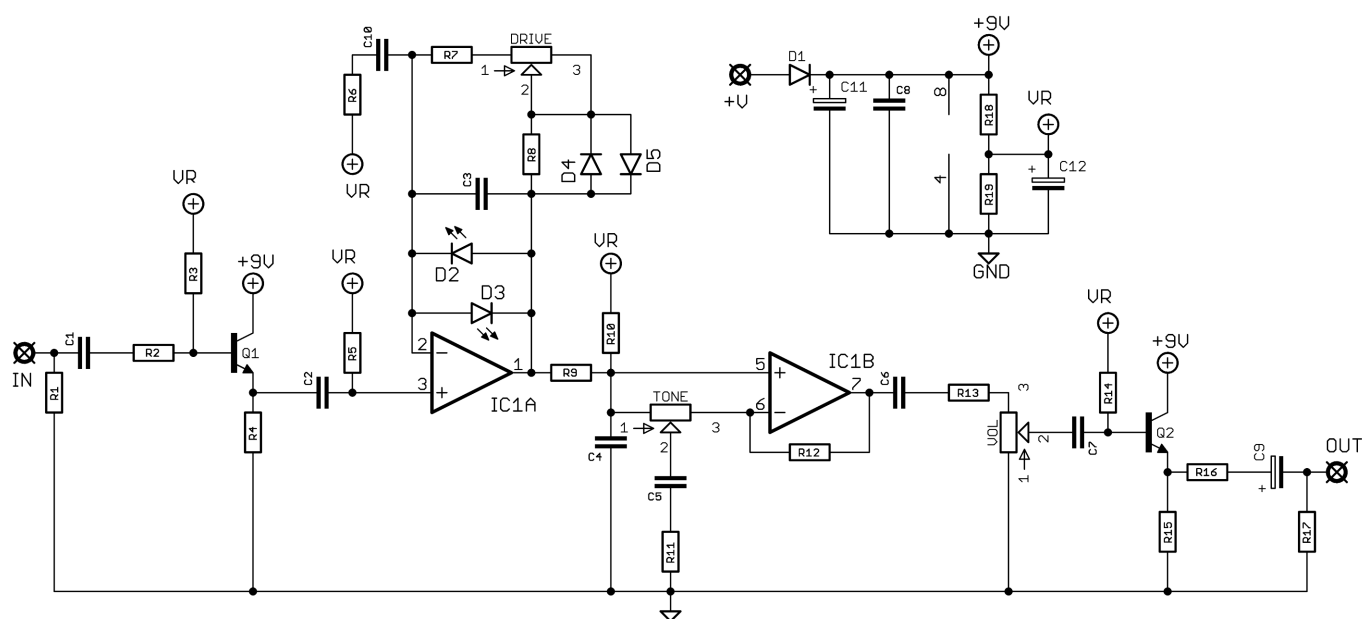 C10
R7
DRIVE
1
3
2
R6
VR
R8
D4
D5
C3
D2
D3
D1
+V
+
C11
C8
8
4
+9V
R18
VR
R19
+
C12
GND
VR
R3
+9V
VR
R5
IN
C1
R2
R1
Q1
R4
C2
2
3
1
IC1A
R9
VR
R10
TONE
1
3
2
C4
C5
R11
5
6
7
IC1B
R12
C6
R13
3
VOL
2
1
C7
VR
R14
+9V
Q2
R15
R16
C9
+
R17
OUT